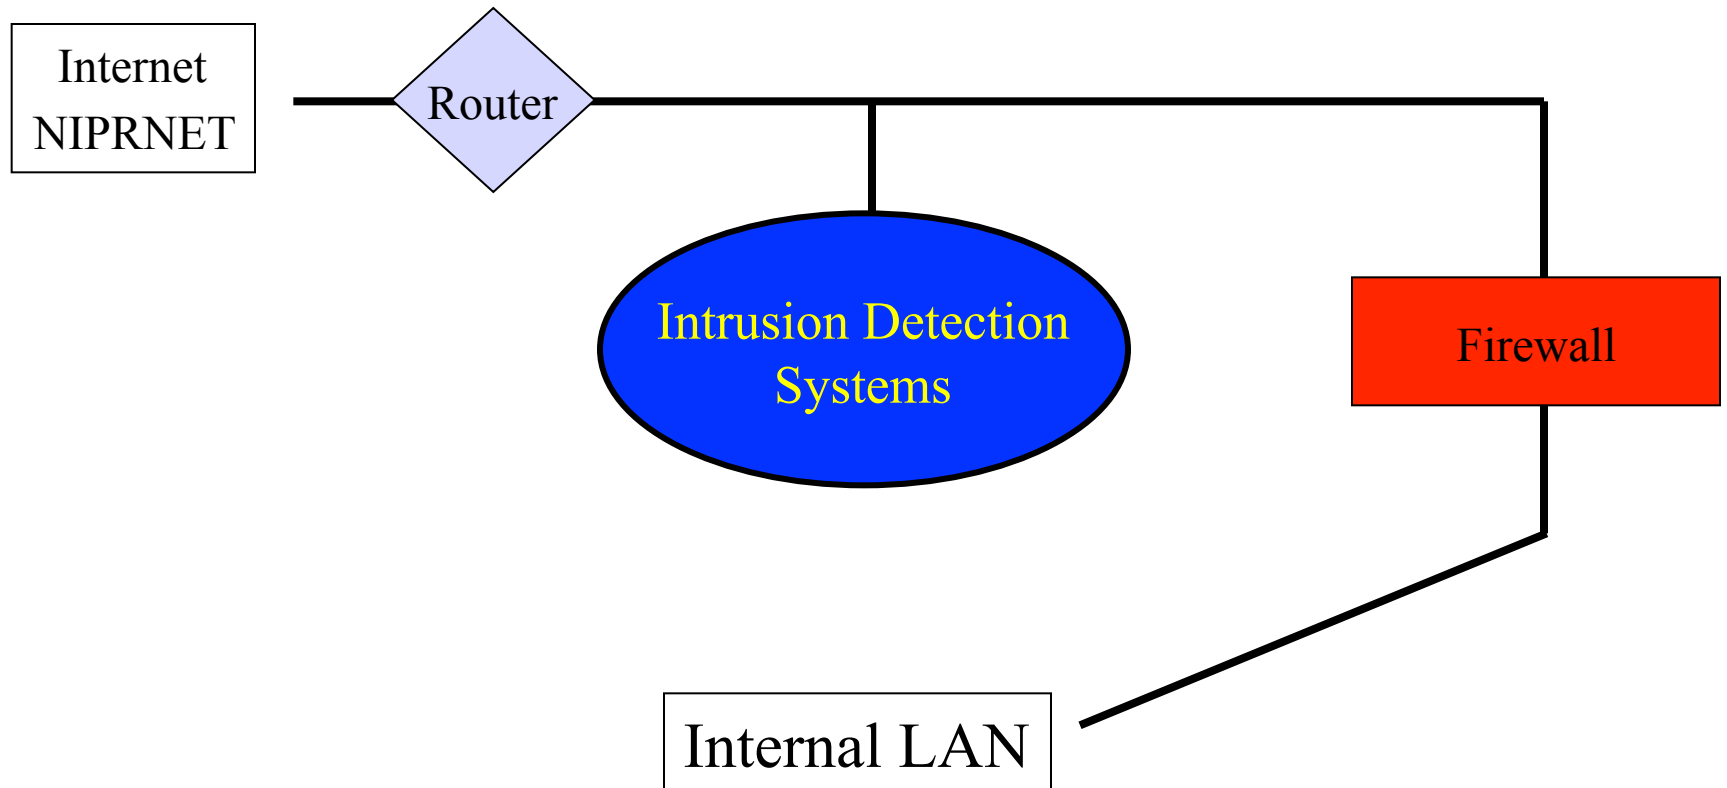 Internet
NIPRNET
Router
Intrusion Detection
Systems
Firewall
Internal LAN